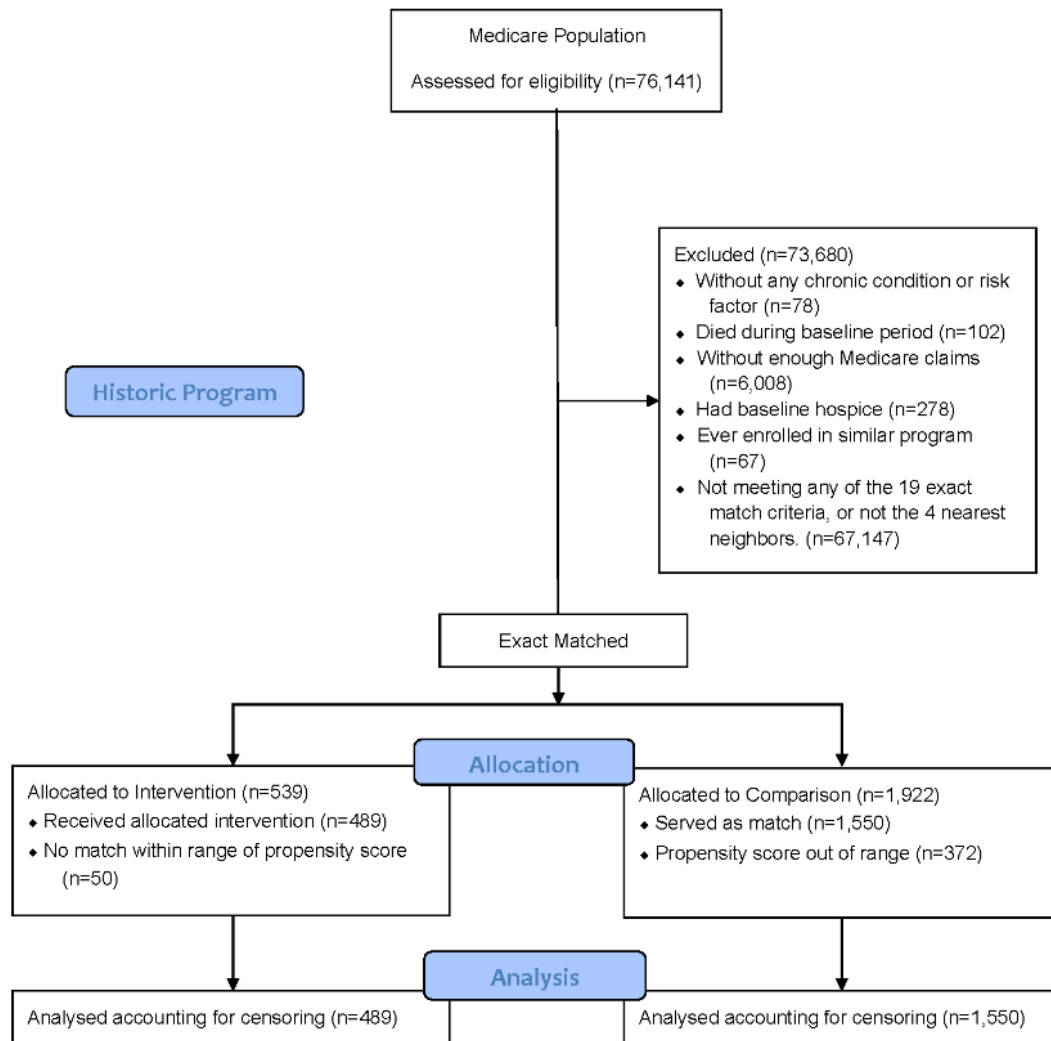 Medicare Population
Assessed for eligibility (n=76,141)
Excluded (n=73,680)
⬥ Without any chronic condition or risk
factor (n=78)
⬥ Died during baseline period (n=102)
⬥ Without enough Medicare claims
(n=6,008)
⬥ Had baseline hospice (n=278)
⬥ Ever enrolled in similar program
(n=67)
⬥ Not meeting any of the 19 exact
match criteria, or not the 4 nearest
neighbors. (n=67,147)
Historic Program
Exact Matched
Allocation
Allocated to Intervention (n=539)
⬥ Received allocated intervention (n=489)
⬥ No match within range of propensity score
(n=50)
Allocated to Comparison (n=1,922)
⬥ Served as match (n=1,550)
⬥ Propensity score out of range (n=372)
Analysis
Analysed accounting for censoring (n=489)
Analysed accounting for censoring (n=1,550)